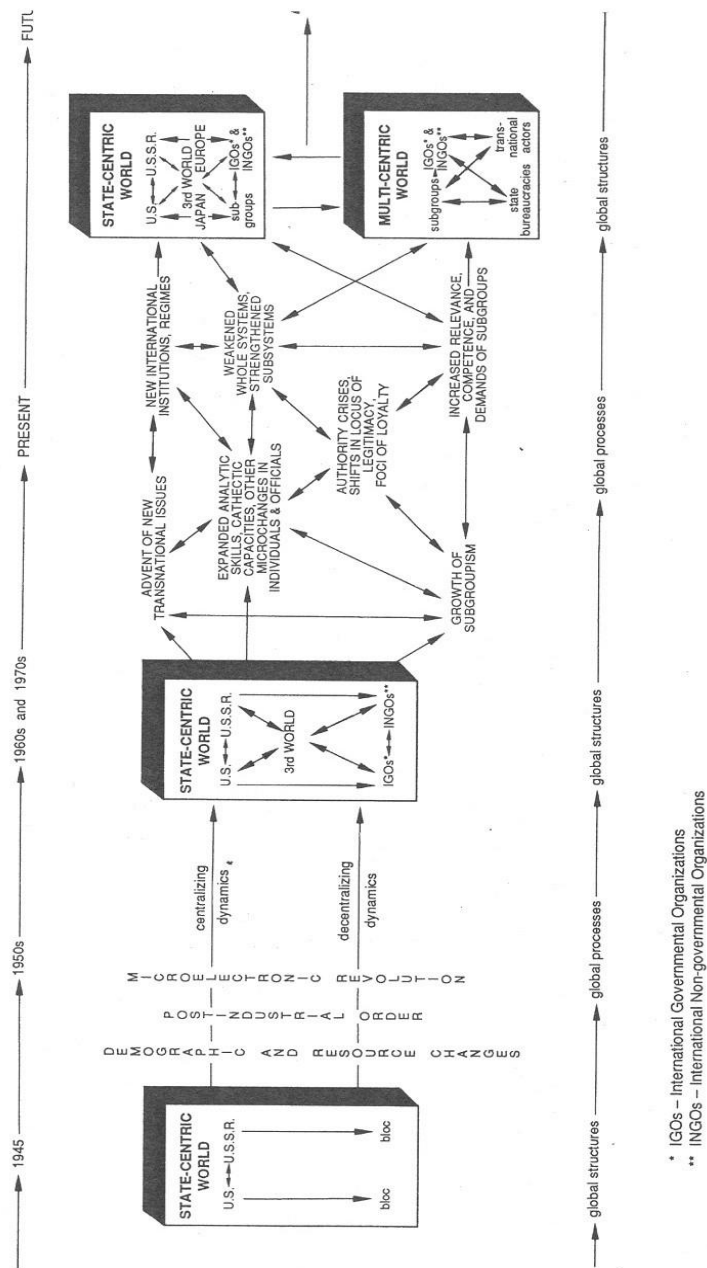 1945
1950s
1960s and 1970s
PRESENT
STATE-CENTRIC
WORLD
U.S. U.S.S.R.
bloc bloc
DEMOGRAPHIC AND RESOURCE CHANGES
POSTINDUSTRIAL ORDER
MICROELECTRONIC REVOLUTION
centralizing
dynamics
decentralizing
dynamics
STATE-CENTRIC
WORLD
U.S. U.S.S.R.
3rd WORLD
IGOs* INGOs**
ADVENT OF NEW
TRANSNATIONAL ISSUES
EXPANDED ANALYTIC
SKILLS, CATHECTIC
CAPACITIES, OTHER
MICROCHANGES IN
INDIVIDUALS & OFFICIALS
GROWTH OF
SUBGROUPISM
AUTHORITY CRISES,
SHIFTS IN LOCUS OF
LEGITIMACY,
FOCI OF LOYALTY
NEW INTERNATIONAL
INSTITUTIONS, REGIMES
WEAKENED
WHOLE SYSTEMS,
STRENGTHENED
SUBSYSTEMS
INCREASED RELEVANCE,
COMPETENCE, AND
DEMANDS OF SUBGROUPS
STATE-CENTRIC
WORLD
U.S. U.S.S.R.
3rd WORLD
JAPAN EUROPE
sub IGOs* &
groups INGOs**
MULTI-CENTRIC
WORLD
subgroups IGOs* &
INGOs**
state trans-
bureaucracies national
actors
global structures
global processes
global structures
global processes
global structures
* IGOs – International Governmental Organizations
** INGOs – International Non-governmental Organizations